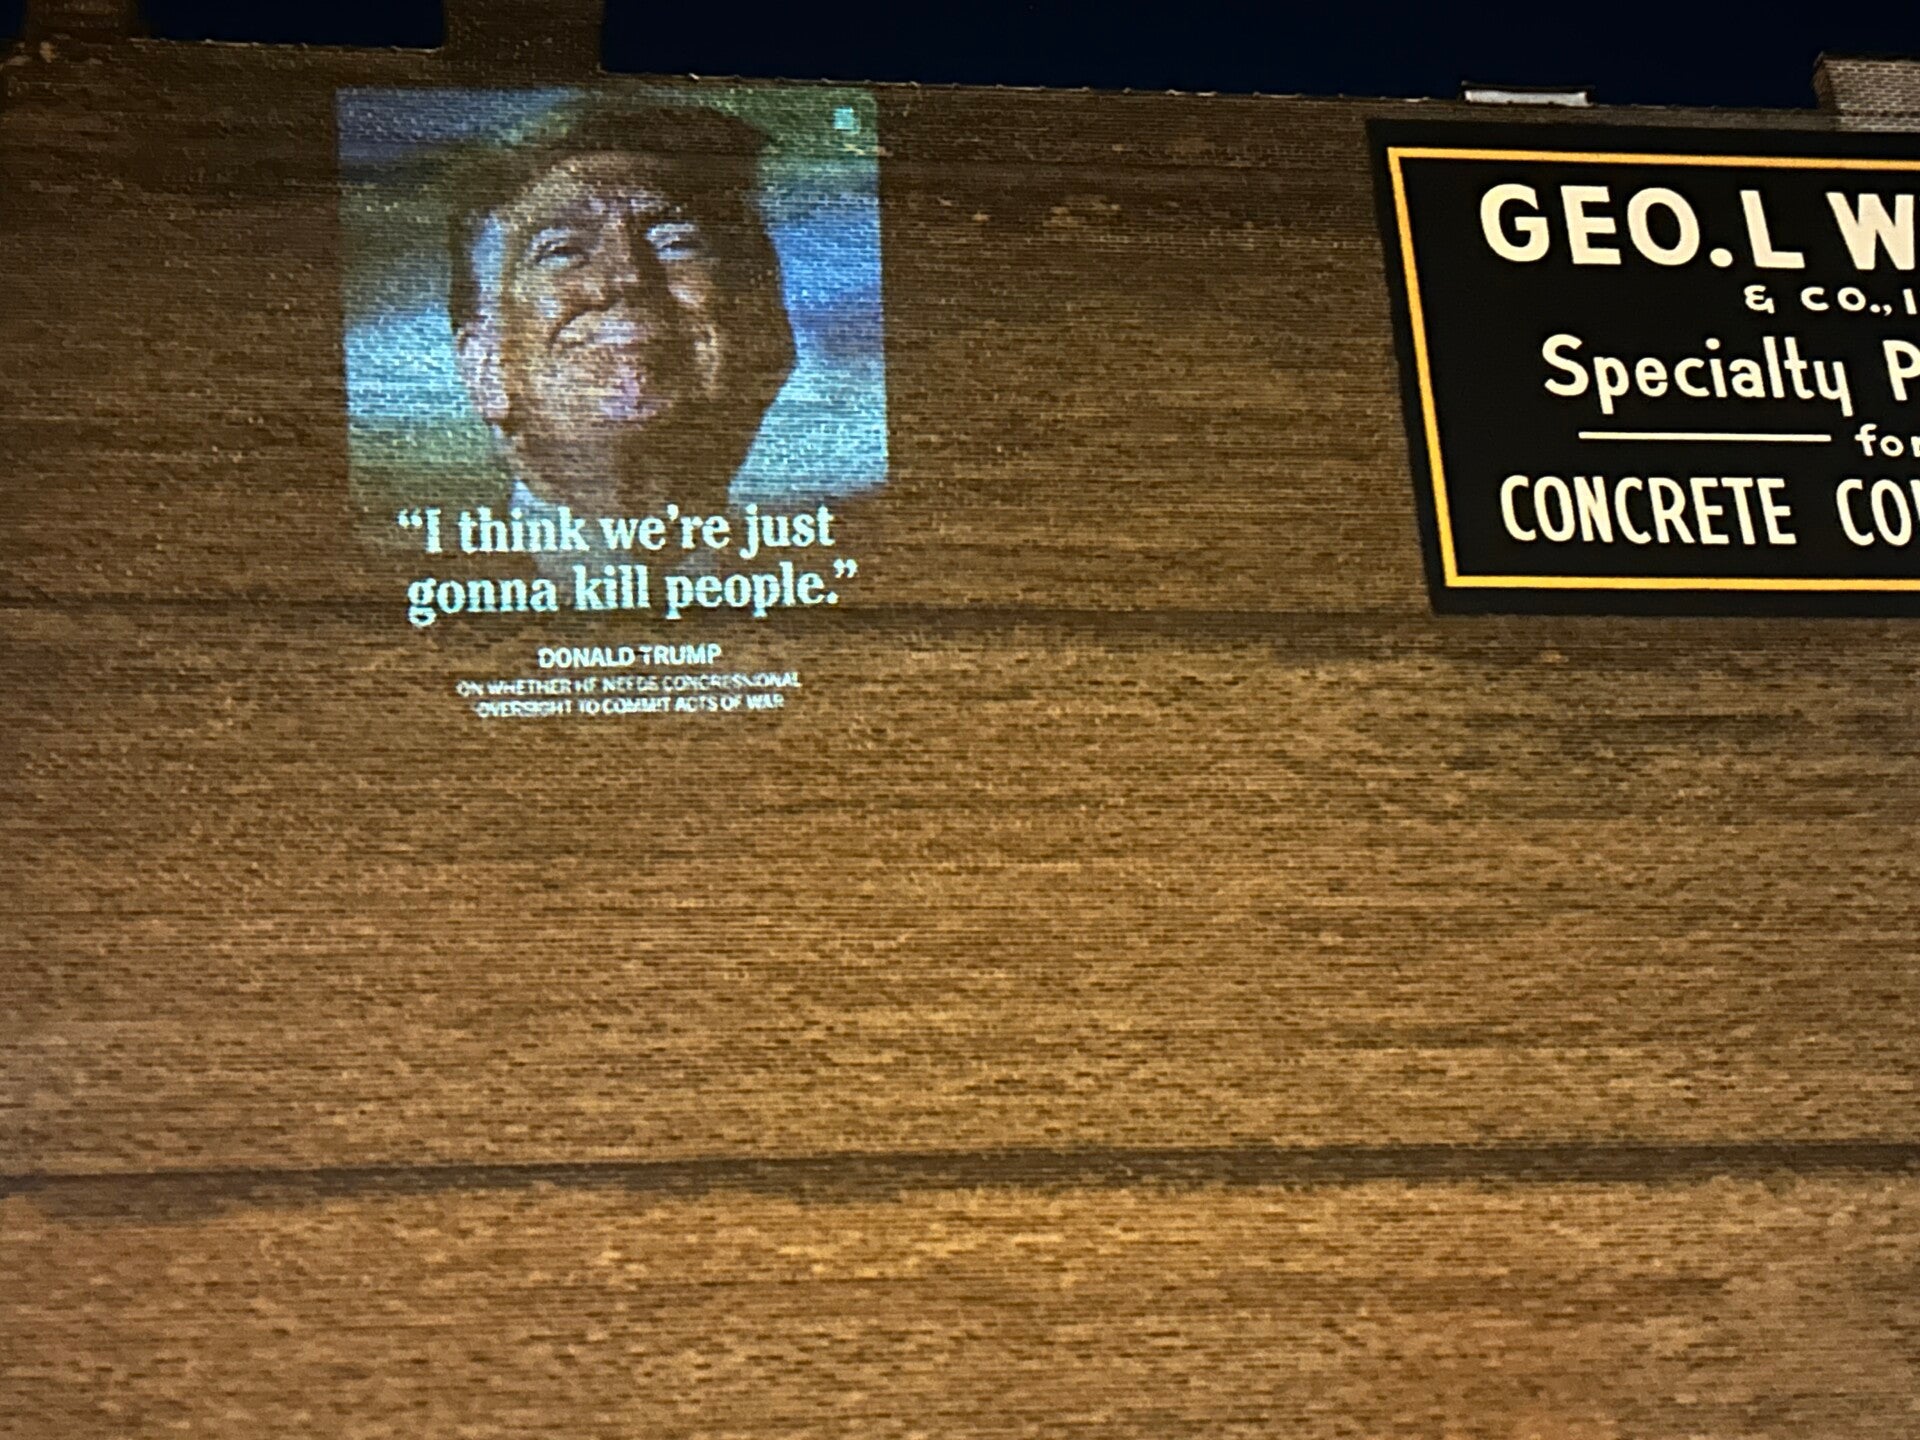 “I think we're just
gonna kill people.”
DONALD TRUMP
ON WHETHER HE NEEDS CONGRESSIONAL
OVERSIGHT TO COMMIT ACTS OF WAR
GEO. L W
& CO., I
Specialty P
for
CONCRETE CO